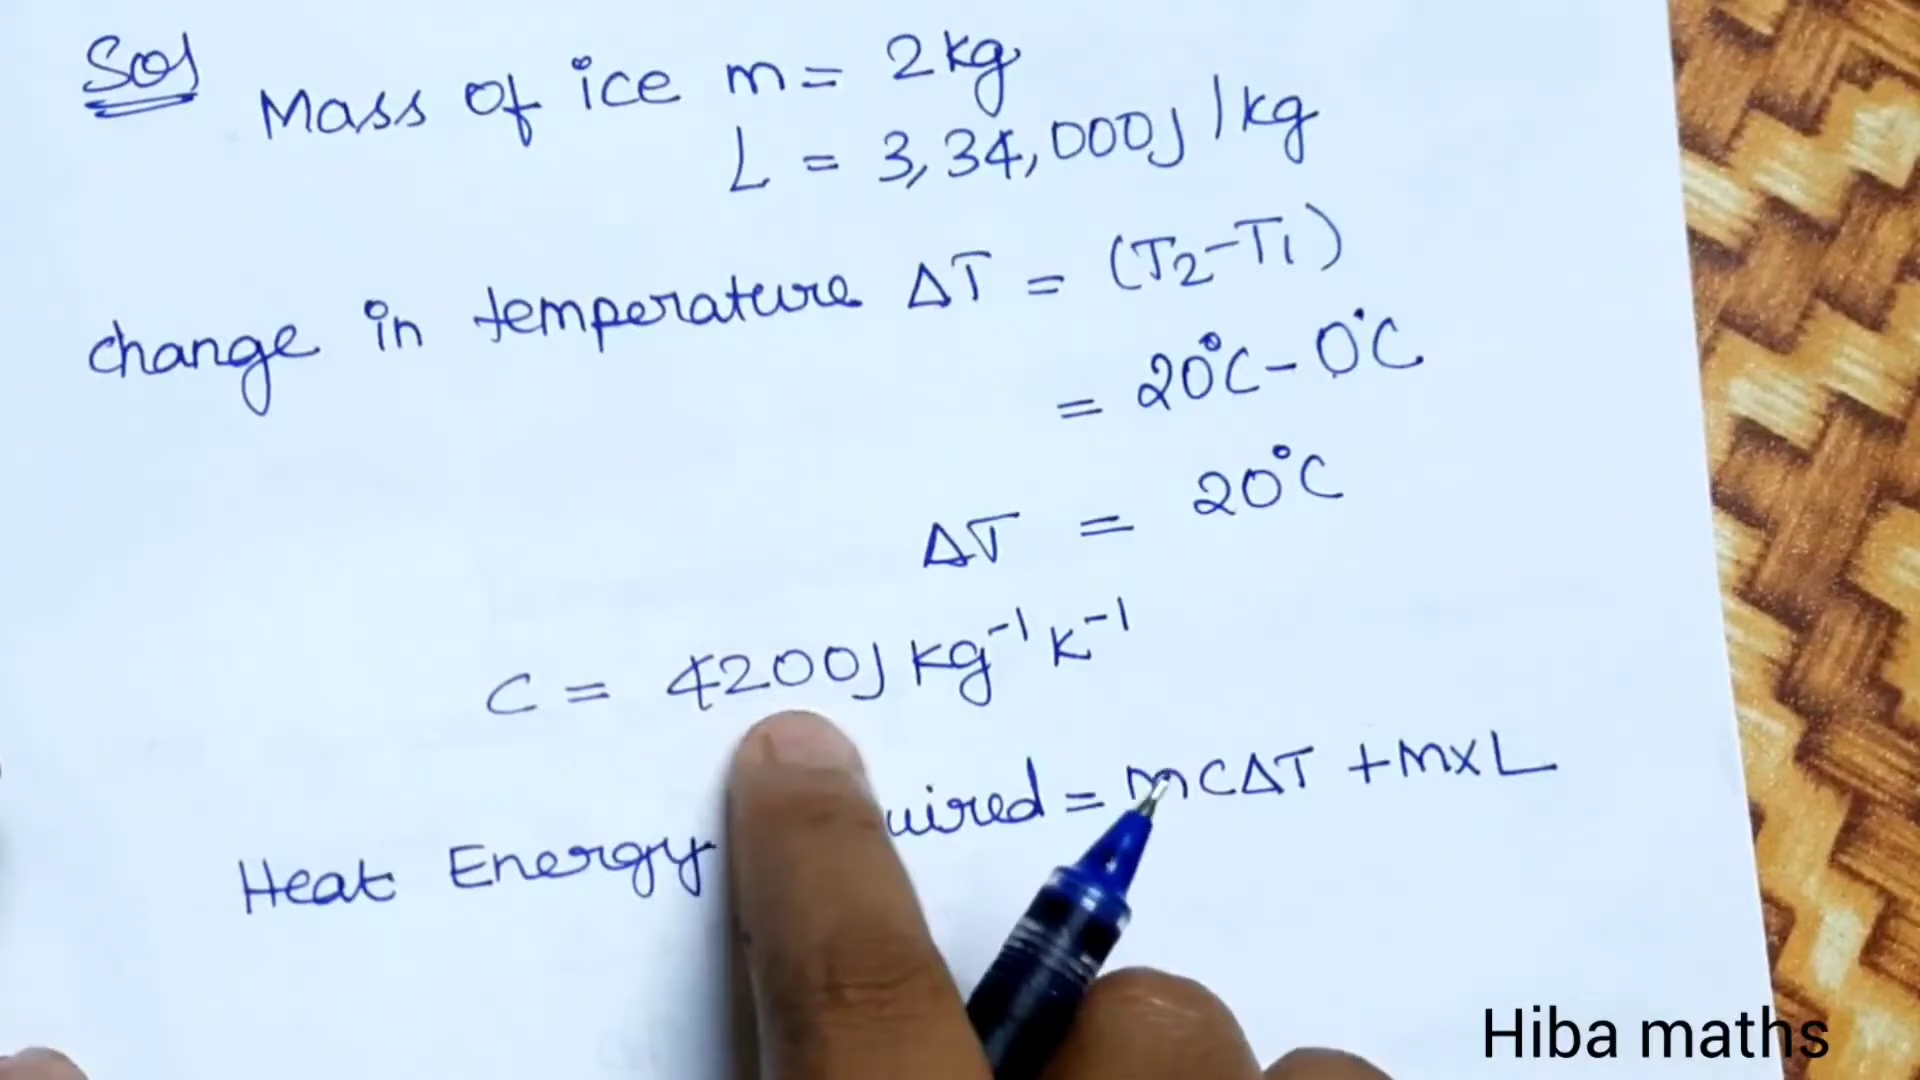 Sol
Mass of ice m = 2kg
L = 3,34,000J/kg
change in temperature ΔT = (T₂-T₁)
= 20°C-0°C
ΔT = 20°C
C = 4200J kg⁻¹ K⁻¹
Heat Energy uired = mCΔT + m×L
Hiba maths